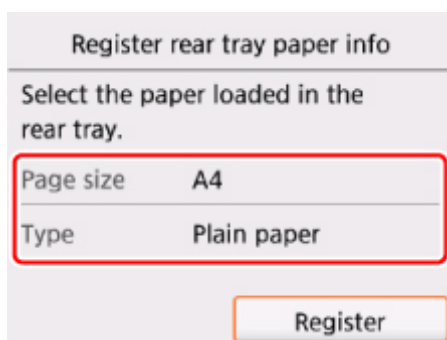 Register rear tray paper info
Select the paper loaded in the
rear tray.
Page size A4
Type Plain paper
Register